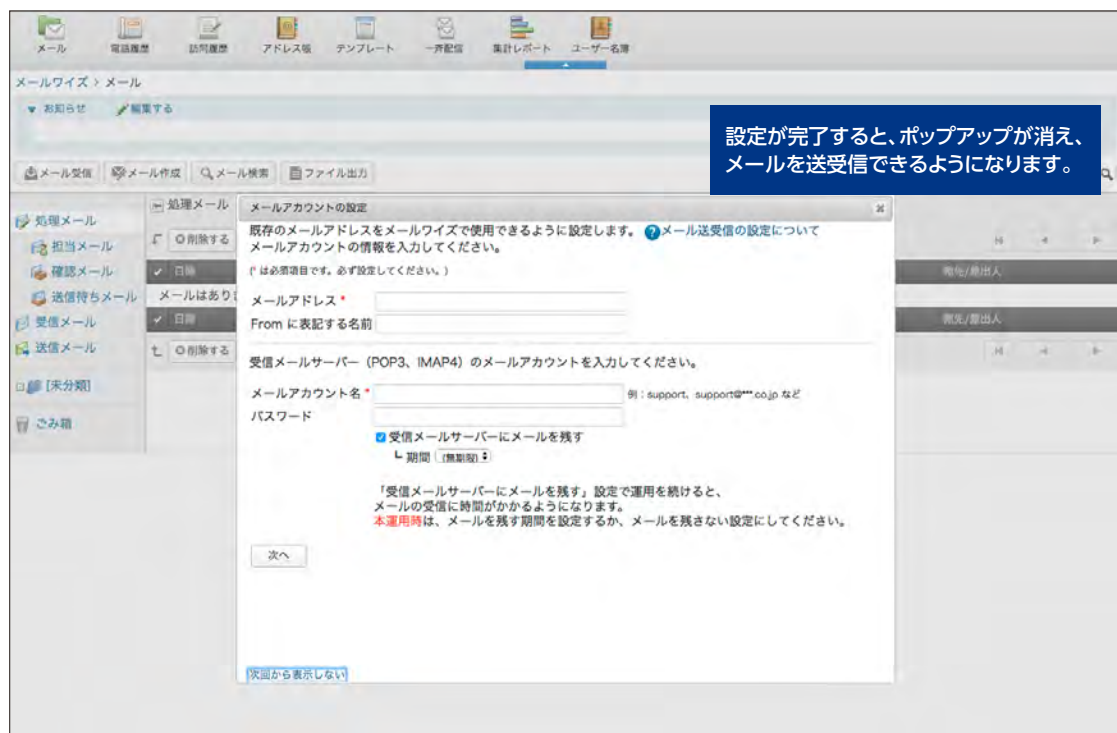 メール 電話履歴 訪問履歴 アドレス帳 テンプレート 一斉配信 集計レポート ユーザー名簿
メールワイズ > メール
お知らせ 編集する
設定が完了すると、ポップアップが消え、
メールを送受信できるようになります。
メール受信 メール作成 メール検索 ファイル出力
処理メール
担当メール
確認メール
送信待ちメール
受信メール
送信メール
[未分類]
ごみ箱
処理メール
削除する
日時 宛先/差出人
メールはあり
日時 宛先/差出人
削除する
メールアカウントの設定
既存のメールアドレスをメールワイズで使用できるように設定します。 メール送受信の設定について
メールアカウントの情報を入力してください。
(* は必須項目です。必ず設定してください。)
メールアドレス *
From に表記する名前
受信メールサーバー（POP3、IMAP4）のメールアカウントを入力してください。
メールアカウント名 * 例：support、support@***.co.jp など
パスワード
受信メールサーバーにメールを残す
┗ 期間 (無期限)
「受信メールサーバーにメールを残す」設定で運用を続けると、
メールの受信に時間がかかるようになります。
本運用時は、メールを残す期間を設定するか、メールを残さない設定にしてください。
次へ
次回から表示しない